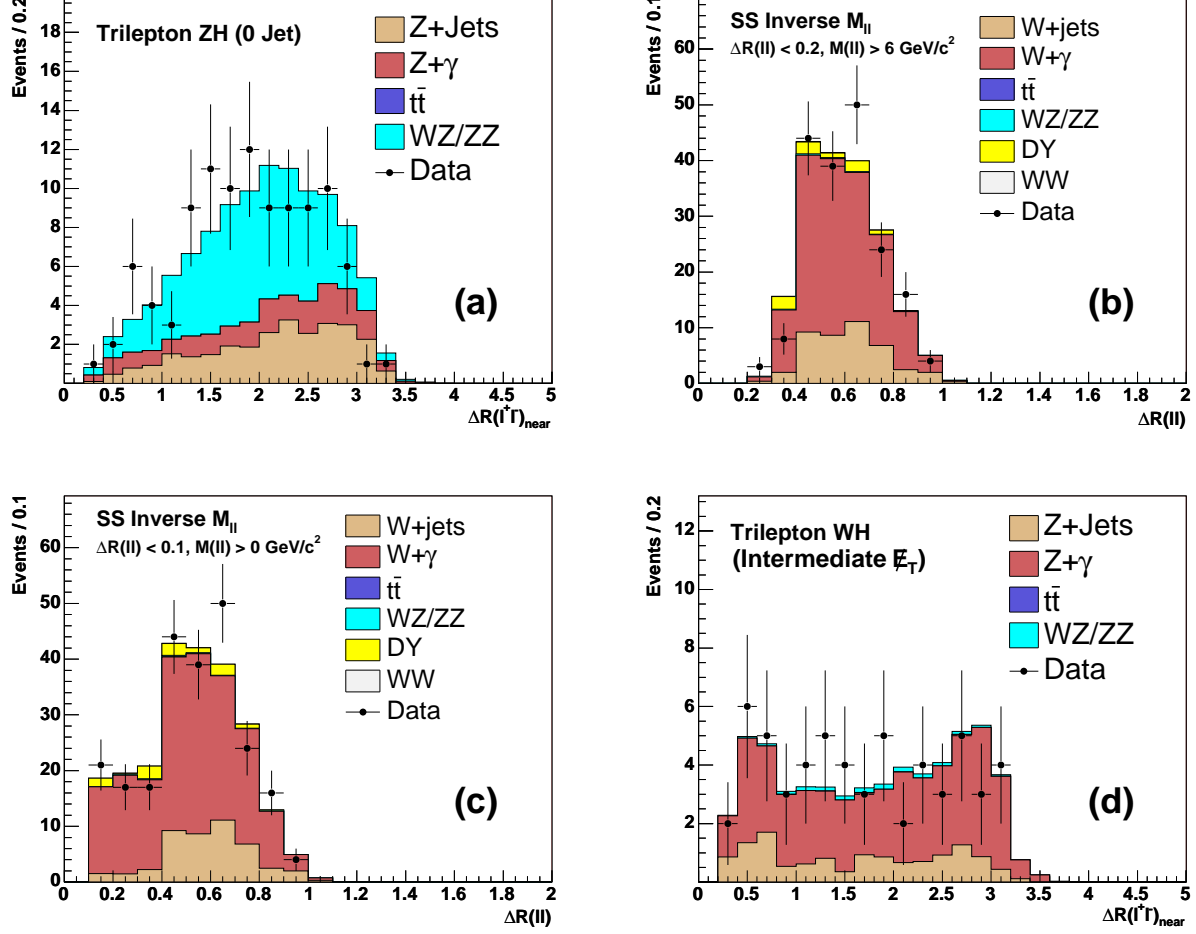 Events / 0.2
Trilepton ZH (0 Jet)
Z+Jets
Z+γ
tt̄
WZ/ZZ
Data
18
16
14
12
10
8
6
4
2
(a)
0 0.5 1 1.5 2 2.5 3 3.5 4 4.5 5
ΔR(l⁺l⁻)near
Events / 0.1
SS Inverse Mll
ΔR(ll) < 0.2, M(ll) > 6 GeV/c²
W+jets
W+γ
tt̄
WZ/ZZ
DY
WW
Data
60
50
40
30
20
10
0
(b)
0 0.2 0.4 0.6 0.8 1 1.2 1.4 1.6 1.8 2
ΔR(ll)
Events / 0.1
SS Inverse Mll
ΔR(ll) < 0.1, M(ll) > 0 GeV/c²
W+jets
W+γ
tt̄
WZ/ZZ
DY
WW
Data
60
50
40
30
20
10
0
(c)
0 0.2 0.4 0.6 0.8 1 1.2 1.4 1.6 1.8 2
ΔR(ll)
Events / 0.2
Trilepton WH
(Intermediate E̸T)
Z+Jets
Z+γ
tt̄
WZ/ZZ
Data
12
10
8
6
4
2
(d)
0 0.5 1 1.5 2 2.5 3 3.5 4 4.5 5
ΔR(l⁺l⁻)near